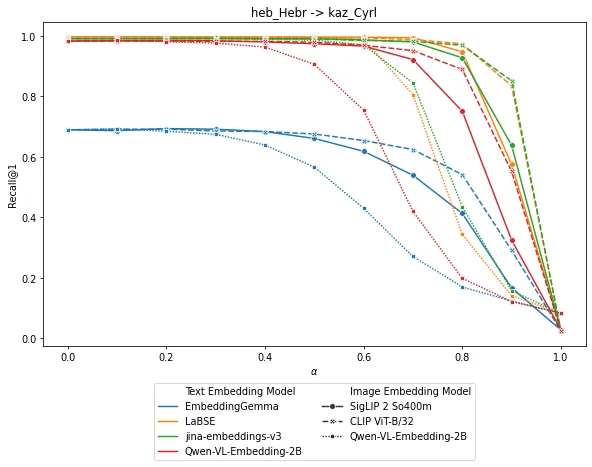 heb_Hebr -> kaz_Cyrl
Recall@1
1.0
0.8
0.6
0.4
0.2
0.0
0.0 0.2 0.4 0.6 0.8 1.0
α
Text Embedding Model
EmbeddingGemma
LaBSE
jina-embeddings-v3
Qwen-VL-Embedding-2B
Image Embedding Model
SigLIP 2 So400m
CLIP ViT-B/32
Qwen-VL-Embedding-2B